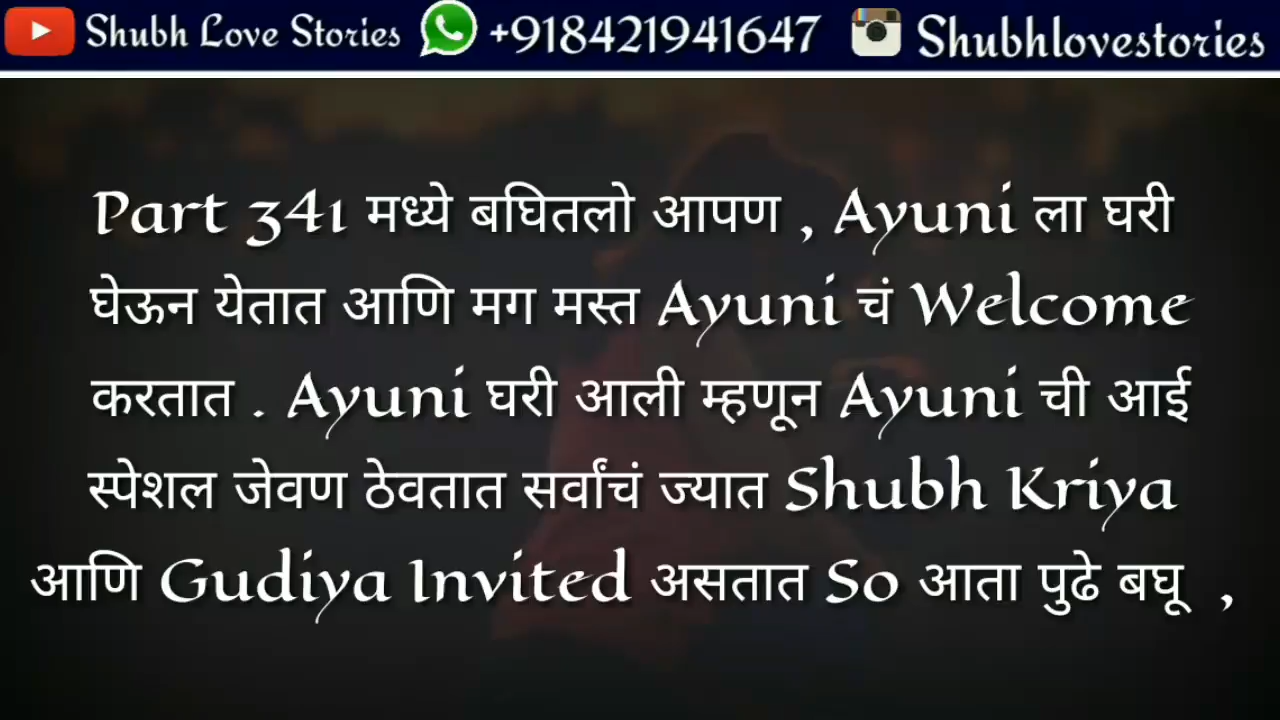 Shubh Love Stories +918421941647 Shubhlovestories
Part 341 मध्ये बघितलो आपण , Ayuni ला घरी
घेऊन येतात आणि मग मस्त Ayuni चं Welcome
करतात . Ayuni घरी आली म्हणून Ayuni ची आई
स्पेशल जेवण ठेवतात सर्वांचं ज्यात Shubh Kriya
आणि Gudiya Invited असतात So आता पुढे बघू ,